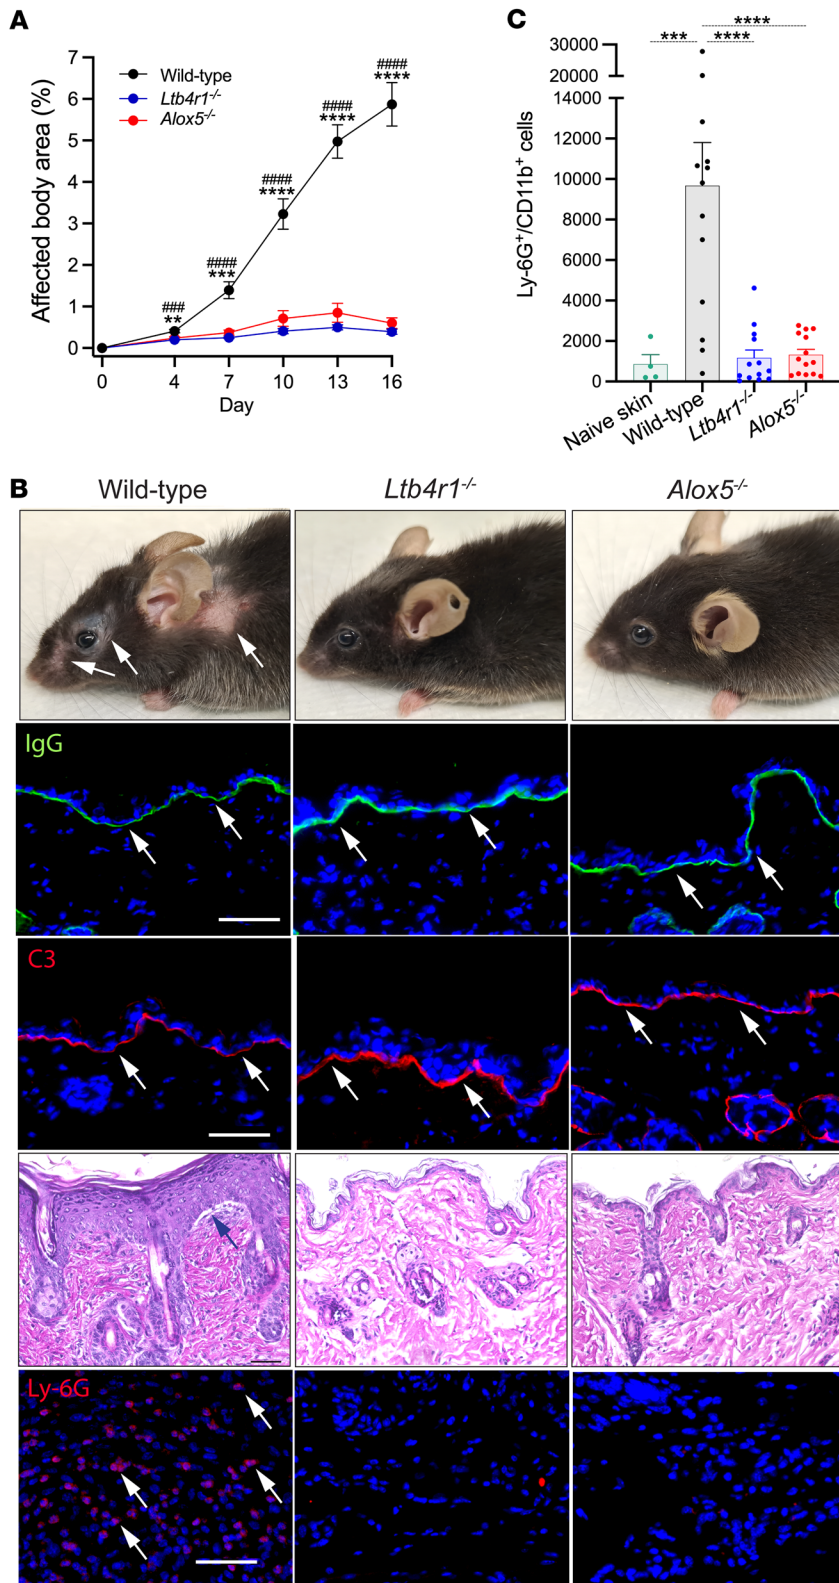 A
Affected body area (%)
7
6
5
4
3
2
1
0
Wild-type
Ltb4r1-/-
Alox5-/-
###
**
####
***
####
****
####
****
####
****
0 4 7 10 13 16
Day
C
Ly-6G+/CD11b+ cells
30000
20000
14000
12000
10000
8000
6000
4000
2000
0
****
*** ****
Naive skin
Wild-type
Ltb4r1-/-
Alox5-/-
B
Wild-type Ltb4r1-/- Alox5-/-
IgG
C3
Ly-6G